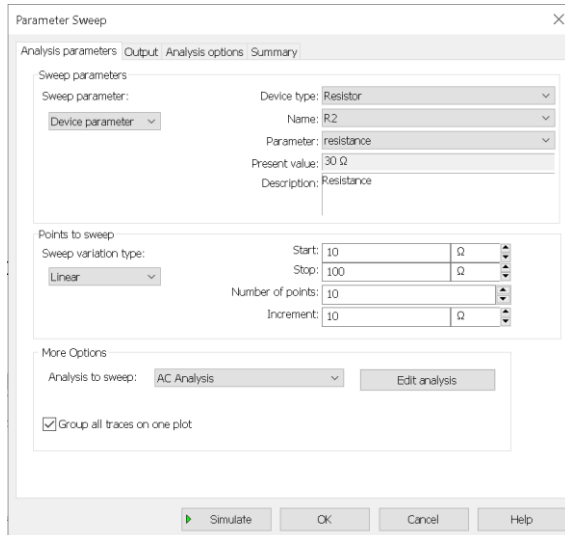 Parameter Sweep
Analysis parameters Output Analysis options Summary
Sweep parameters
Sweep parameter:
Device parameter
Device type: Resistor
Name: R2
Parameter: resistance
Present value: 30 Ω
Description: Resistance
Points to sweep
Sweep variation type:
Linear
Start: 10 Ω
Stop: 100 Ω
Number of points: 10
Increment: 10 Ω
More Options
Analysis to sweep: AC Analysis
Edit analysis
Group all traces on one plot
Simulate OK Cancel Help